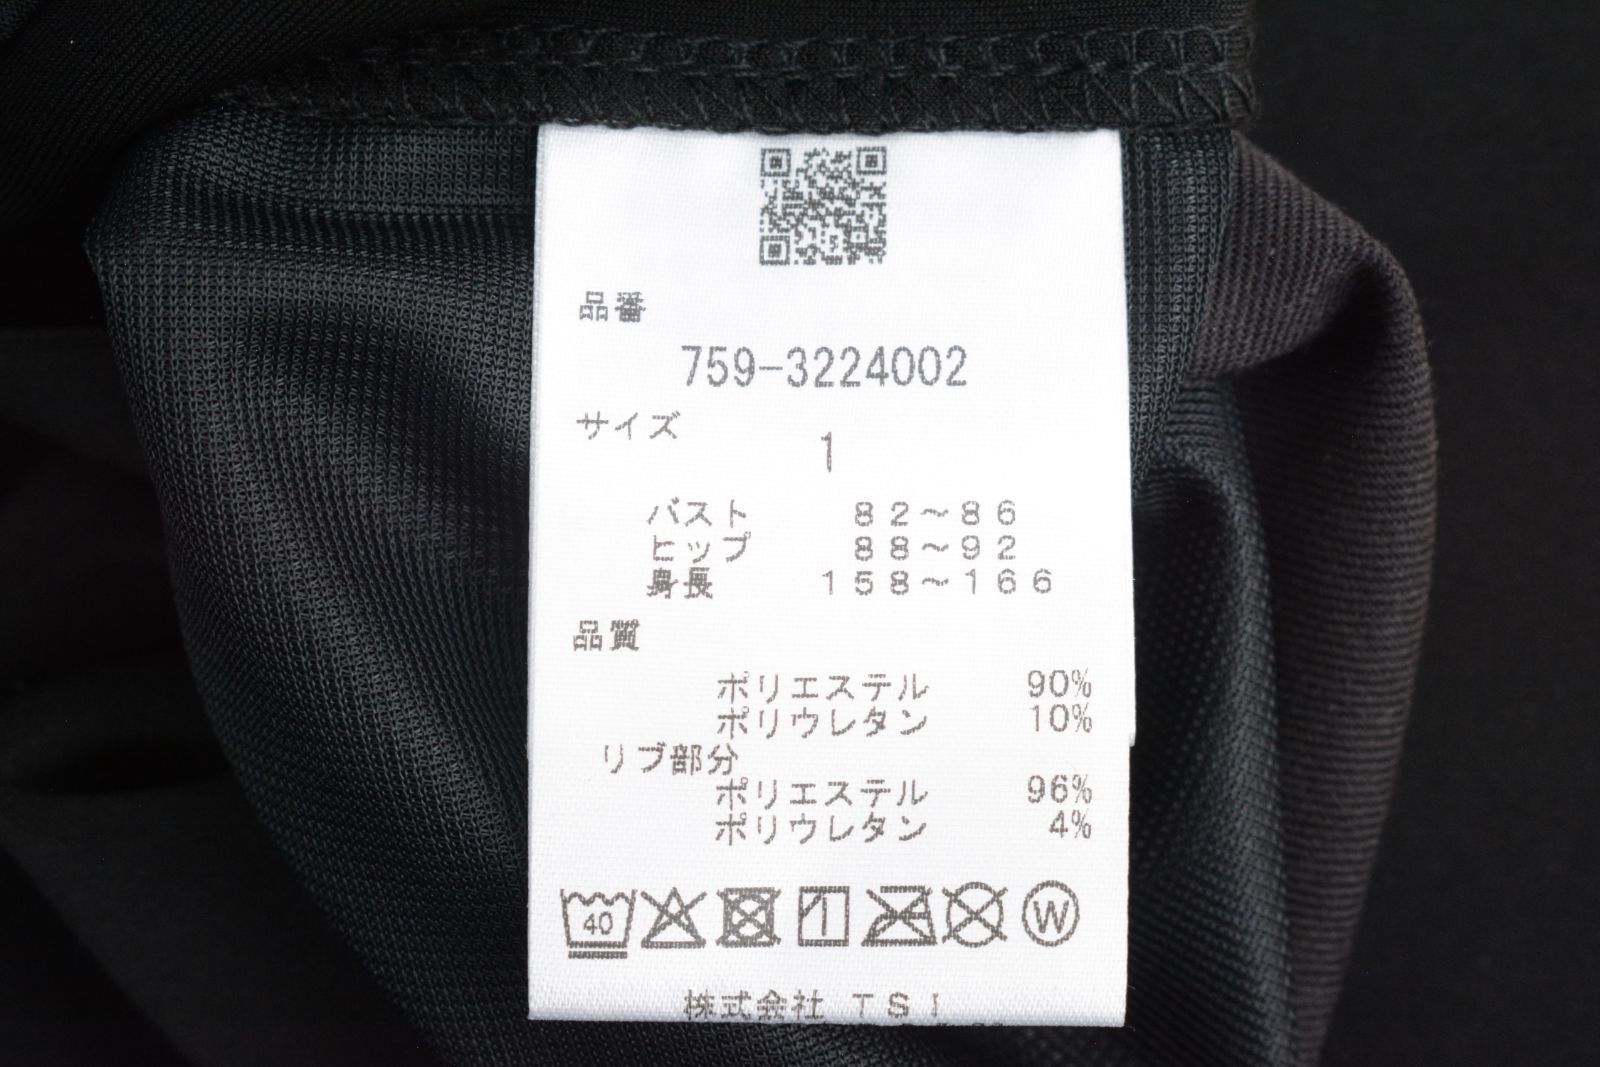 品番
759-3224002
サイズ
1
バスト 82~86
ヒップ 88~92
身長 158~166
品質
ポリエステル 90%
ポリウレタン 10%
リブ部分
ポリエステル 96%
ポリウレタン 4%
40
W
株式会社 TSI